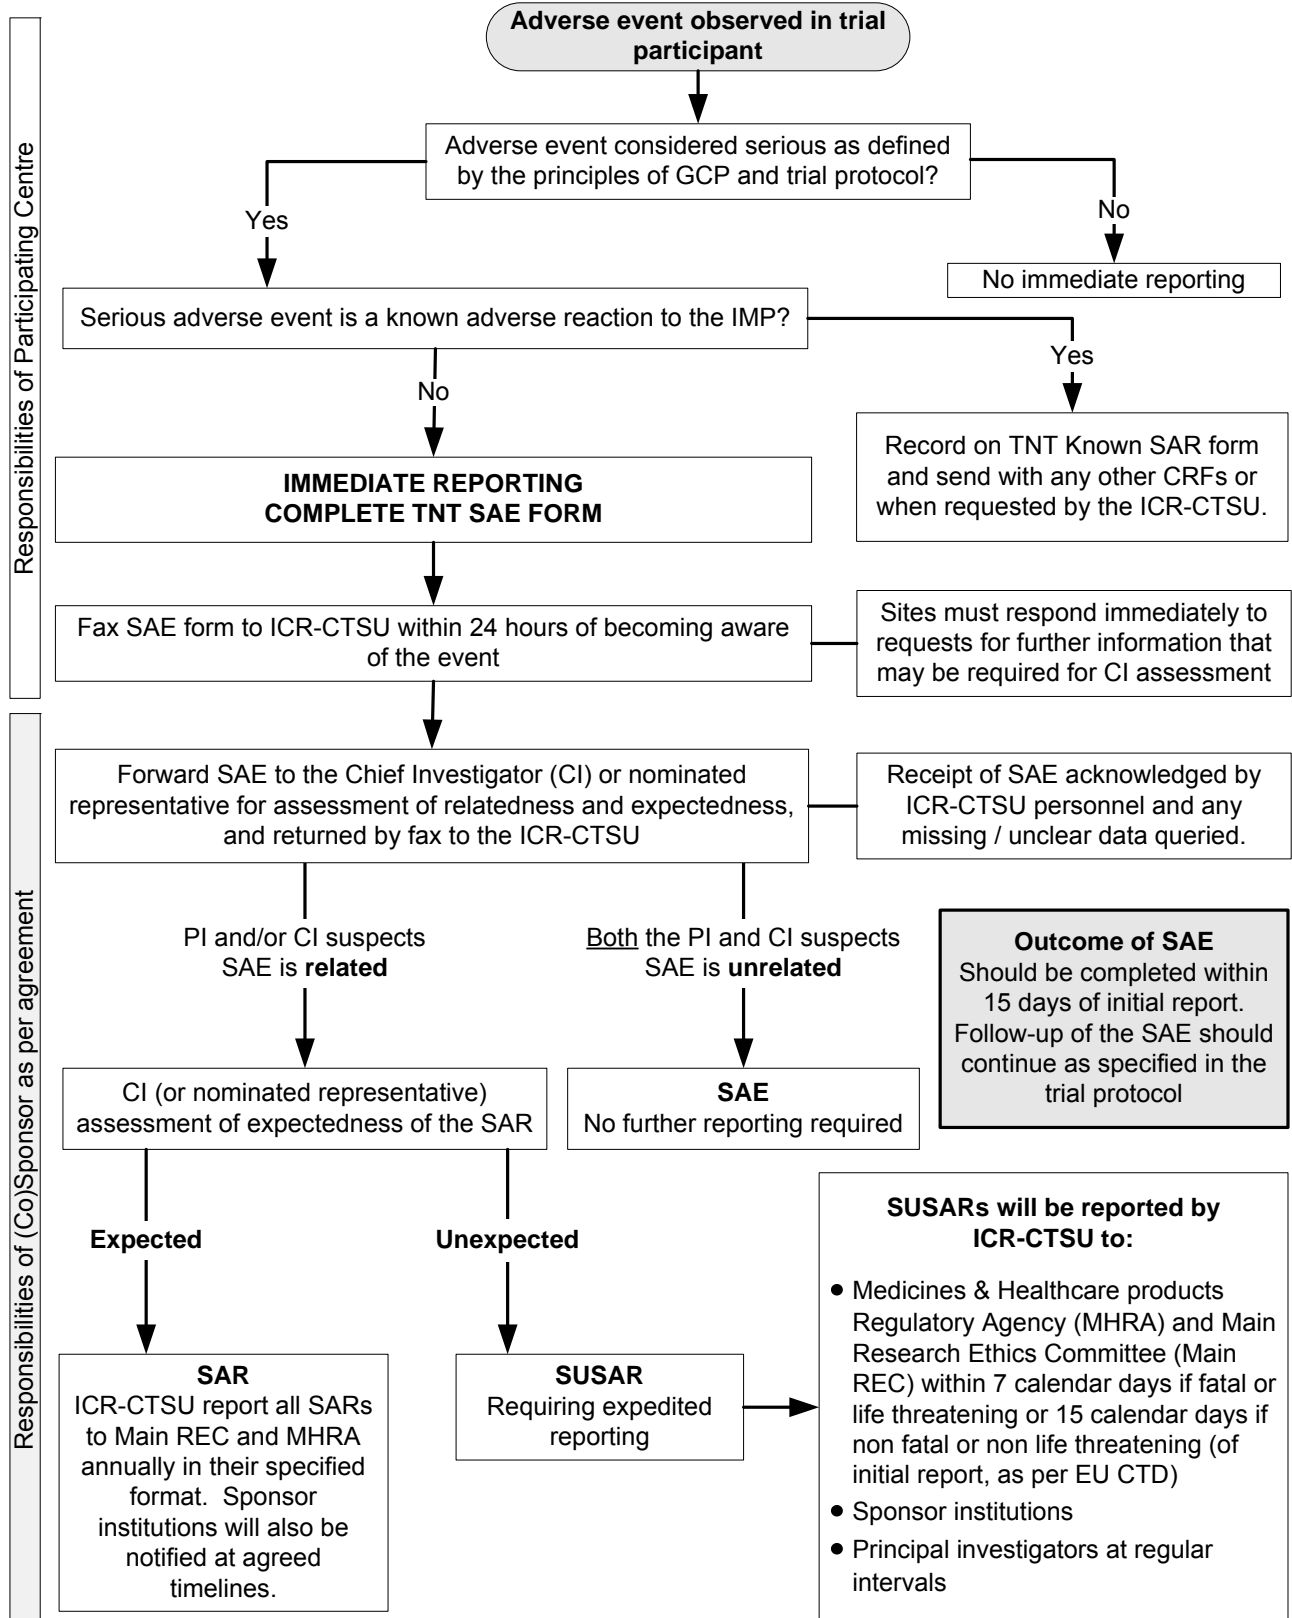 Adverse event observed in trial
participant
Responsibilities of Participating Centre
Adverse event considered serious as defined
by the principles of GCP and trial protocol?
Yes
No
No immediate reporting
Serious adverse event is a known adverse reaction to the IMP?
Yes
No
Record on TNT Known SAR form
and send with any other CRFs or
when requested by the ICR-CTSU.
IMMEDIATE REPORTING
COMPLETE TNT SAE FORM
Fax SAE form to ICR-CTSU within 24 hours of becoming aware
of the event
Sites must respond immediately to
requests for further information that
may be required for CI assessment
Responsibilities of (Co)Sponsor as per agreement
Forward SAE to the Chief Investigator (CI) or nominated
representative for assessment of relatedness and expectedness,
and returned by fax to the ICR-CTSU
Receipt of SAE acknowledged by
ICR-CTSU personnel and any
missing / unclear data queried.
PI and/or CI suspects
SAE is related
Both the PI and CI suspects
SAE is unrelated
Outcome of SAE
Should be completed within
15 days of initial report.
Follow-up of the SAE should
continue as specified in the
trial protocol
CI (or nominated representative)
assessment of expectedness of the SAR
SAE
No further reporting required
Expected
Unexpected
SAR
ICR-CTSU report all SARs
to Main REC and MHRA
annually in their specified
format. Sponsor
institutions will also be
notified at agreed
timelines.
SUSAR
Requiring expedited
reporting
SUSARs will be reported by
ICR-CTSU to:
• Medicines & Healthcare products
Regulatory Agency (MHRA) and Main
Research Ethics Committee (Main
REC) within 7 calendar days if fatal or
life threatening or 15 calendar days if
non fatal or non life threatening (of
initial report, as per EU CTD)
• Sponsor institutions
• Principal investigators at regular
intervals